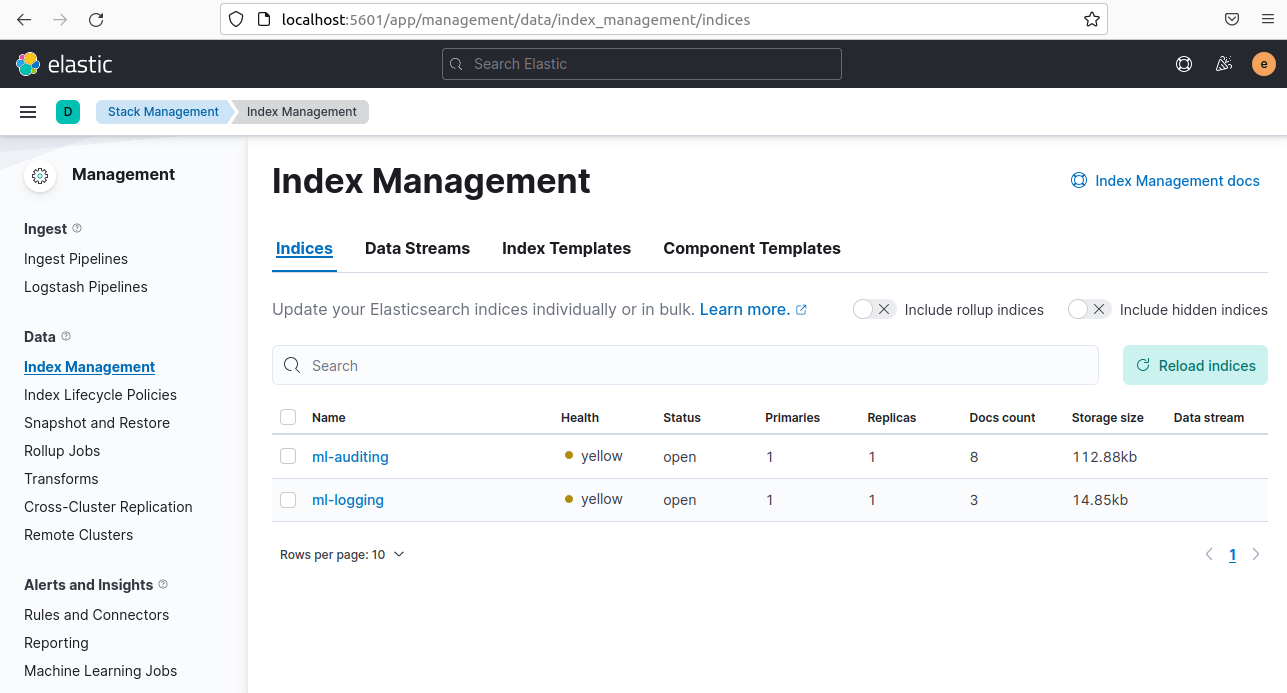 localhost:5601/app/management/data/index_management/indices
elastic
Search Elastic
e
D
Stack Management
Index Management
Management
Ingest
Ingest Pipelines
Logstash Pipelines
Data
Index Management
Index Lifecycle Policies
Snapshot and Restore
Rollup Jobs
Transforms
Cross-Cluster Replication
Remote Clusters
Alerts and Insights
Rules and Connectors
Reporting
Machine Learning Jobs
Index Management
Index Management docs
Indices Data Streams Index Templates Component Templates
Update your Elasticsearch indices individually or in bulk. Learn more.
Include rollup indices
Include hidden indices
Search
Reload indices
Name Health Status Primaries Replicas Docs count Storage size Data stream
ml-auditing yellow open 1 1 8 112.88kb
ml-logging yellow open 1 1 3 14.85kb
Rows per page: 10
1